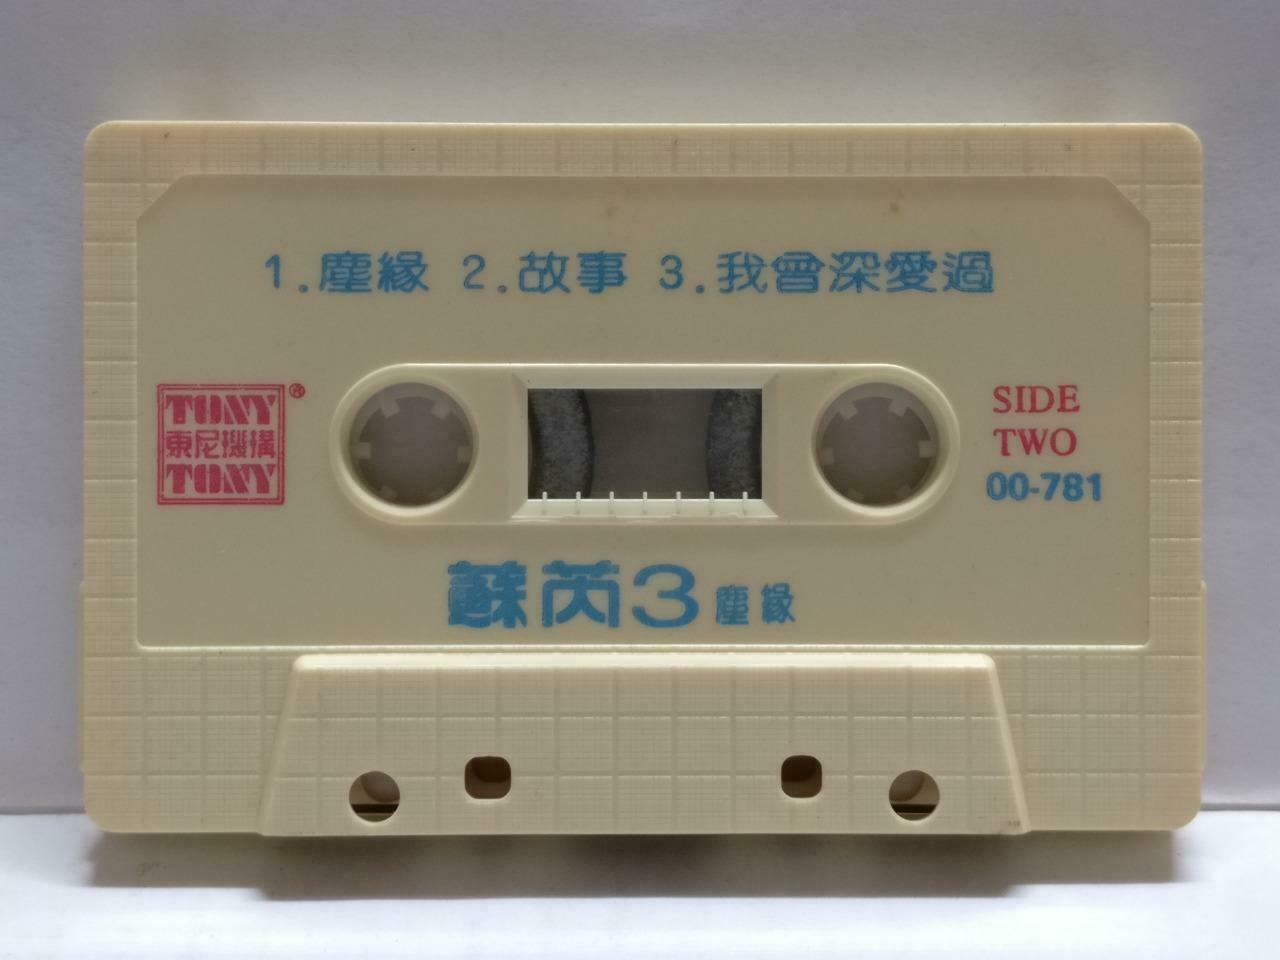 1.塵緣 2.故事 3.我曾深愛過
TONY
東尼機構
TONY
®
SIDE
TWO
00-781
蘇芮3塵緣